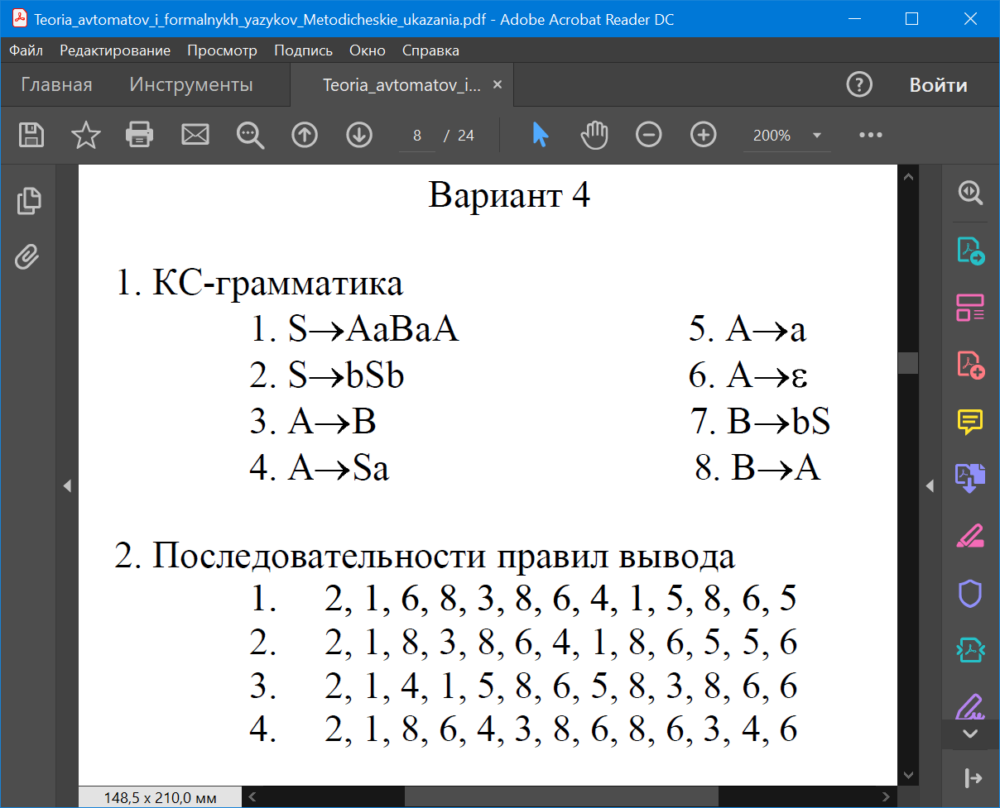 Teoria_avtomatov_i_formalnykh_yazykov_Metodicheskie_ukazania.pdf - Adobe Acrobat Reader DC
Файл Редактирование Просмотр Подпись Окно Справка
Главная Инструменты Teoria_avtomatov_i... × Войти
8 / 24 200%
Вариант 4
1. КС-грамматика
1. S→AaBaA 5. A→a
2. S→bSb 6. A→ε
3. A→B 7. B→bS
4. A→Sa 8. B→A
2. Последовательности правил вывода
1. 2, 1, 6, 8, 3, 8, 6, 4, 1, 5, 8, 6, 5
2. 2, 1, 8, 3, 8, 6, 4, 1, 8, 6, 5, 5, 6
3. 2, 1, 4, 1, 5, 8, 6, 5, 8, 3, 8, 6, 6
4. 2, 1, 8, 6, 4, 3, 8, 6, 8, 6, 3, 4, 6
148,5 x 210,0 мм